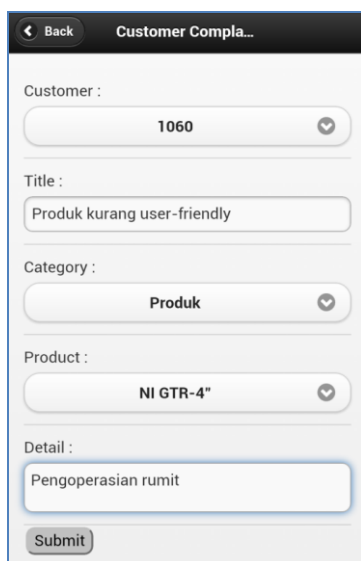 Back
Customer Compla...
Customer :
1060
Title :
Produk kurang user-friendly
Category :
Produk
Product :
NI GTR-4"
Detail :
Pengoperasian rumit
Submit